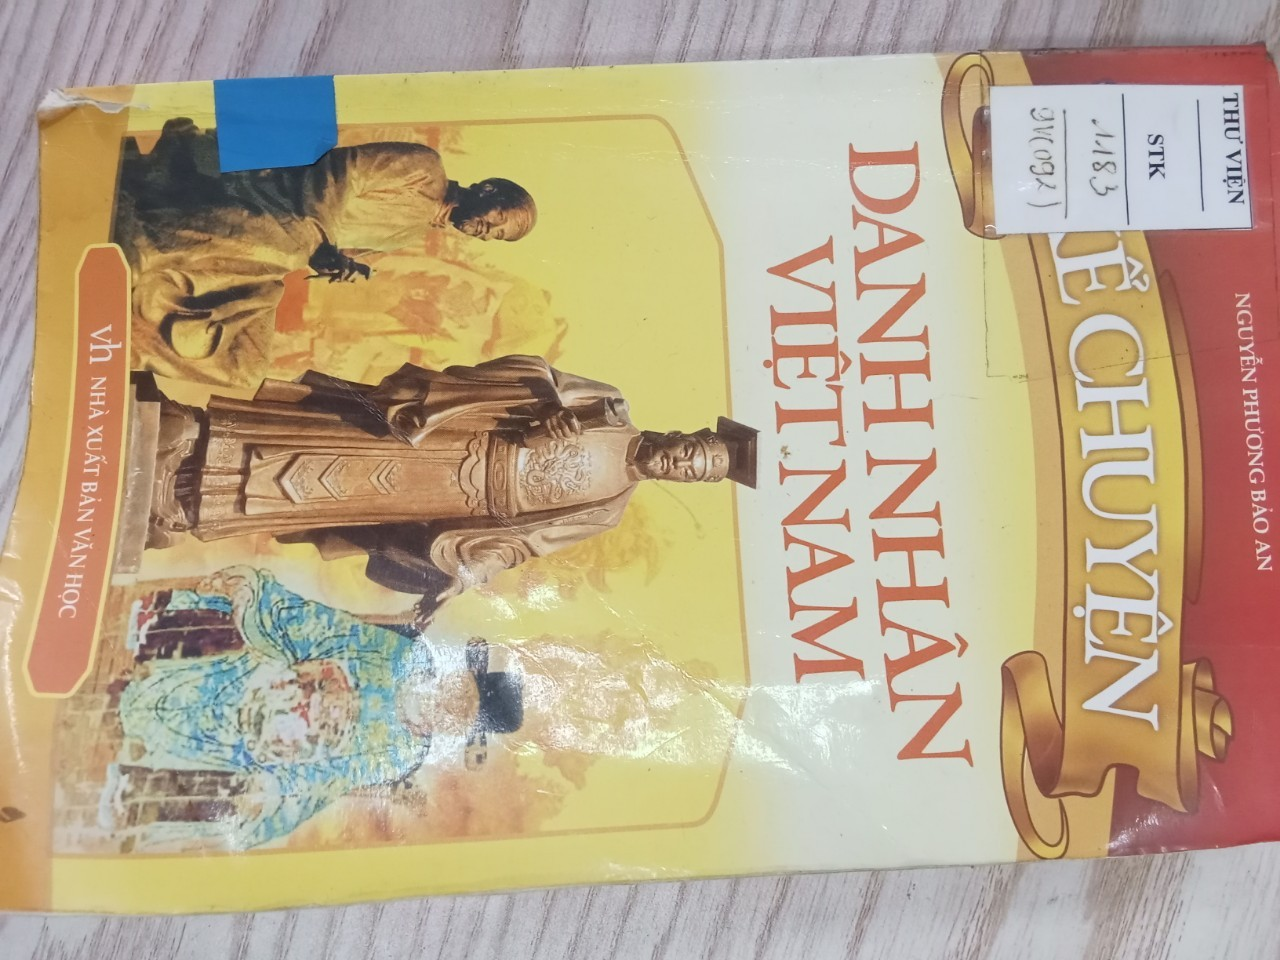 NGUYỄN PHƯƠNG BẢO AN
THƯ VIỆN
STK
1183
KỂ CHUYỆN
DANH NHÂN
VIỆT NAM
vh NHÀ XUẤT BẢN VĂN HỌC